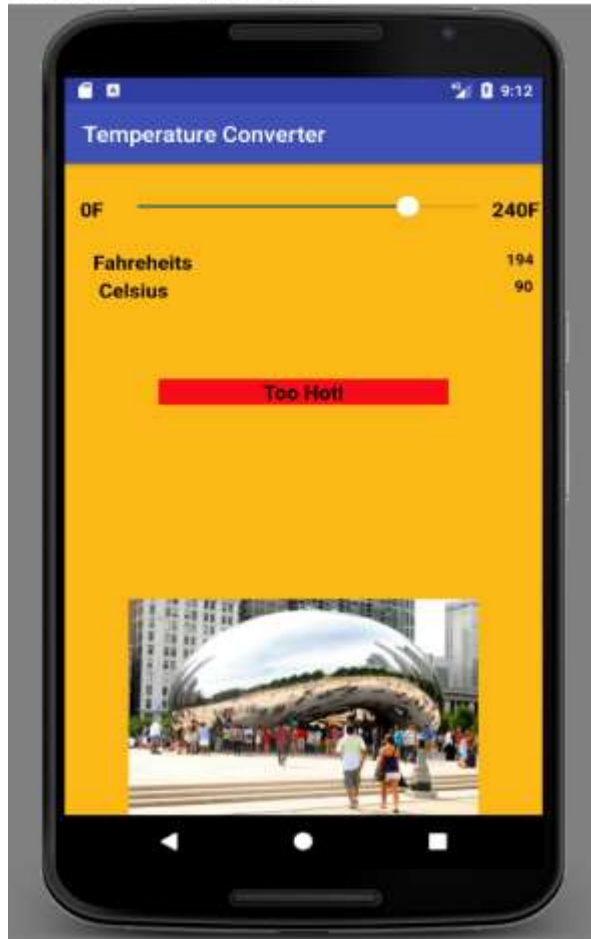 9:12
Temperature Converter
0F 240F
Fahreheits 194
Celsius 90
Too Hot!